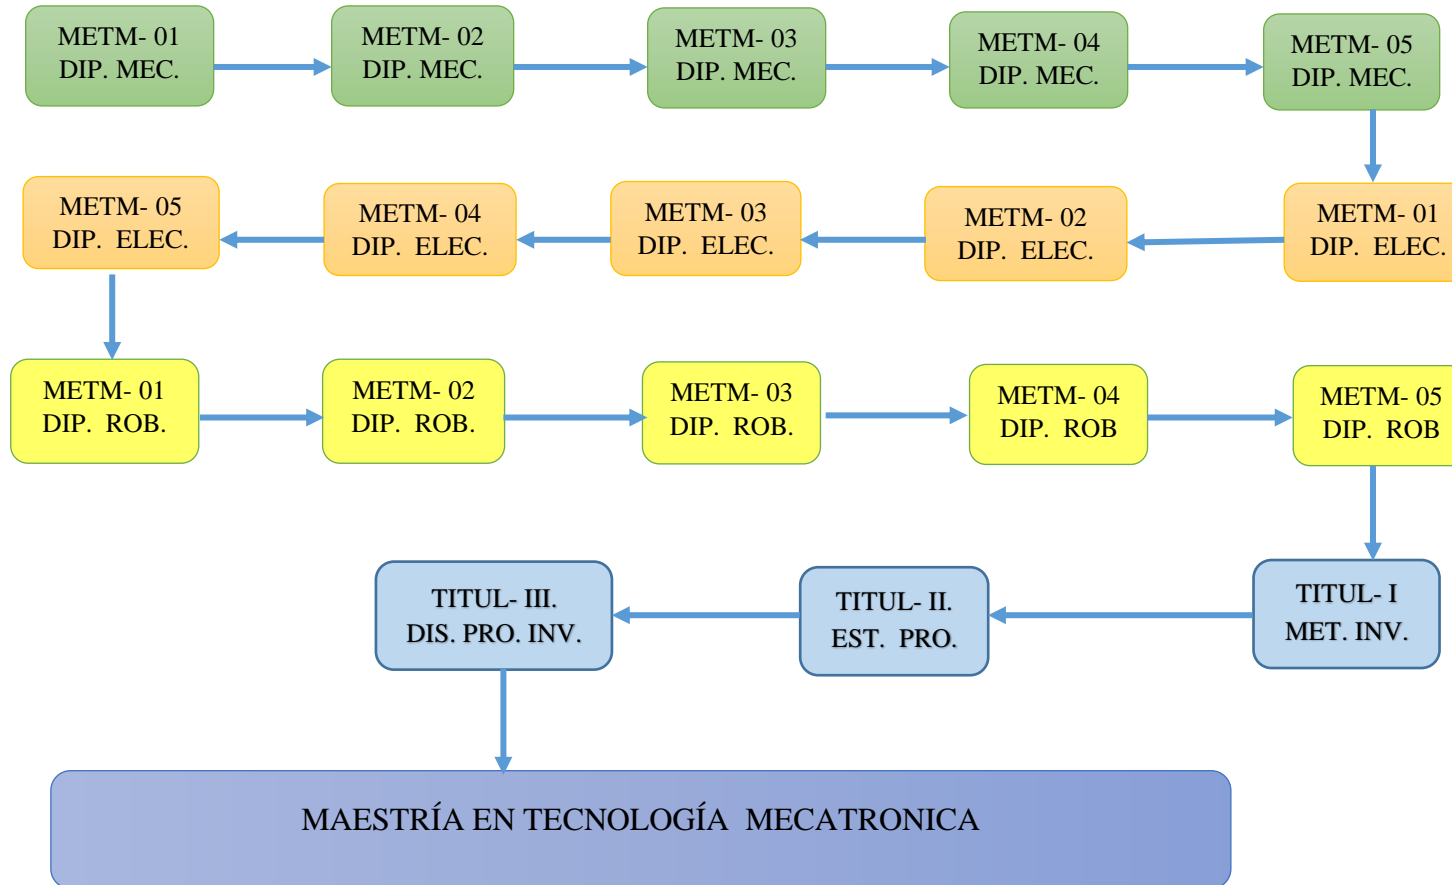 METM- 01
DIP. MEC.
METM- 02
DIP. MEC.
METM- 03
DIP. MEC.
METM- 04
DIP. MEC.
METM- 05
DIP. MEC.
METM- 05
DIP. ELEC.
METM- 04
DIP. ELEC.
METM- 03
DIP. ELEC.
METM- 02
DIP. ELEC.
METM- 01
DIP. ELEC.
METM- 01
DIP. ROB.
METM- 02
DIP. ROB.
METM- 03
DIP. ROB.
METM- 04
DIP. ROB
METM- 05
DIP. ROB
TITUL- III.
DIS. PRO. INV.
TITUL- II.
EST. PRO.
TITUL- I
MET. INV.
MAESTRÍA EN TECNOLOGÍA MECATRONICA